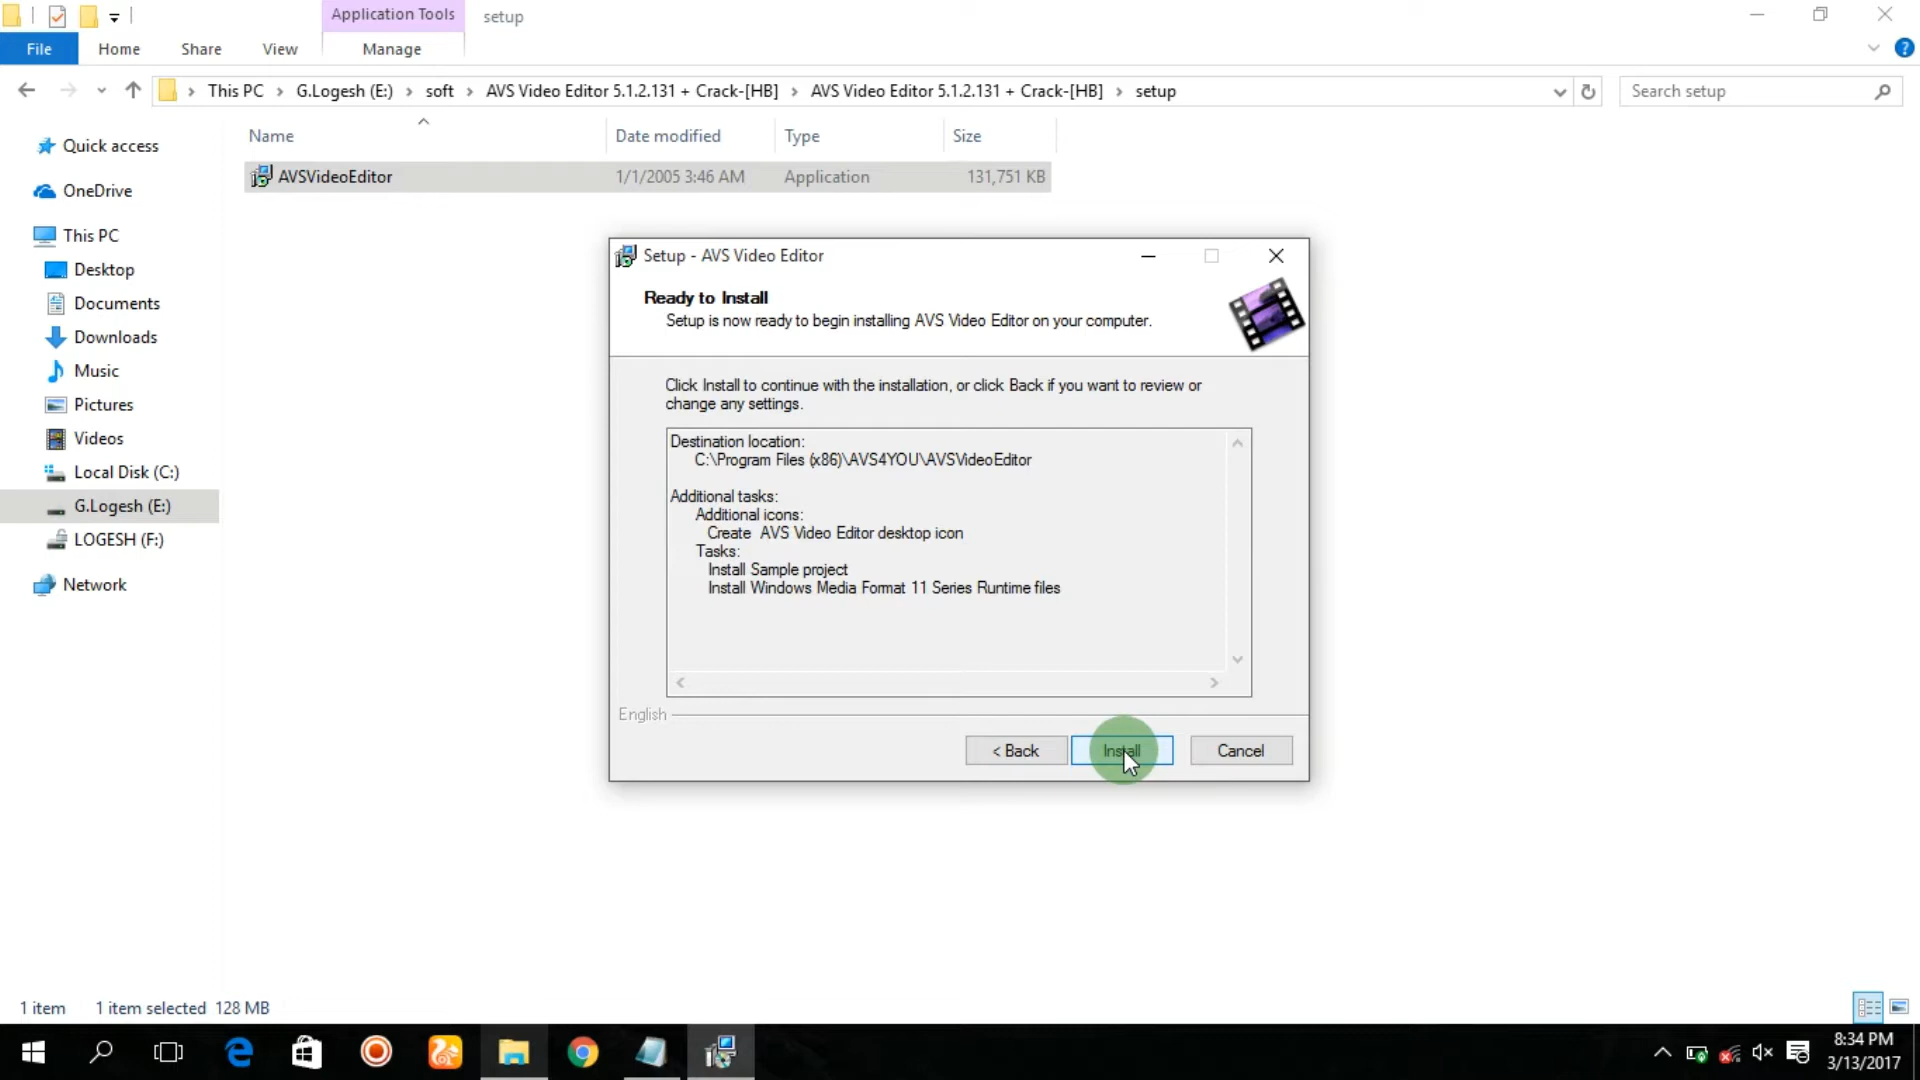 Application Tools
setup
File
Home
Share
View
Manage
This PC
G.Logesh (E:)
soft
AVS Video Editor 5.1.2.131 + Crack-[HB]
AVS Video Editor 5.1.2.131 + Crack-[HB]
setup
Search setup
Name
Date modified
Type
Size
AVSVideoEditor
1/1/2005 3:46 AM
Application
131,751 KB
Quick access
OneDrive
This PC
Desktop
Documents
Downloads
Music
Pictures
Videos
Local Disk (C:)
G.Logesh (E:)
LOGESH (F:)
Network
Setup - AVS Video Editor
Ready to Install
Setup is now ready to begin installing AVS Video Editor on your computer.
Click Install to continue with the installation, or click Back if you want to review or
change any settings.
Destination location:
C:\Program Files (x86)\AVS4YOU\AVSVideoEditor
Additional tasks:
Additional icons:
Create AVS Video Editor desktop icon
Tasks:
Install Sample project
Install Windows Media Format 11 Series Runtime files
English
< Back
Install
Cancel
1 item
1 item selected 128 MB
8:34 PM
3/13/2017